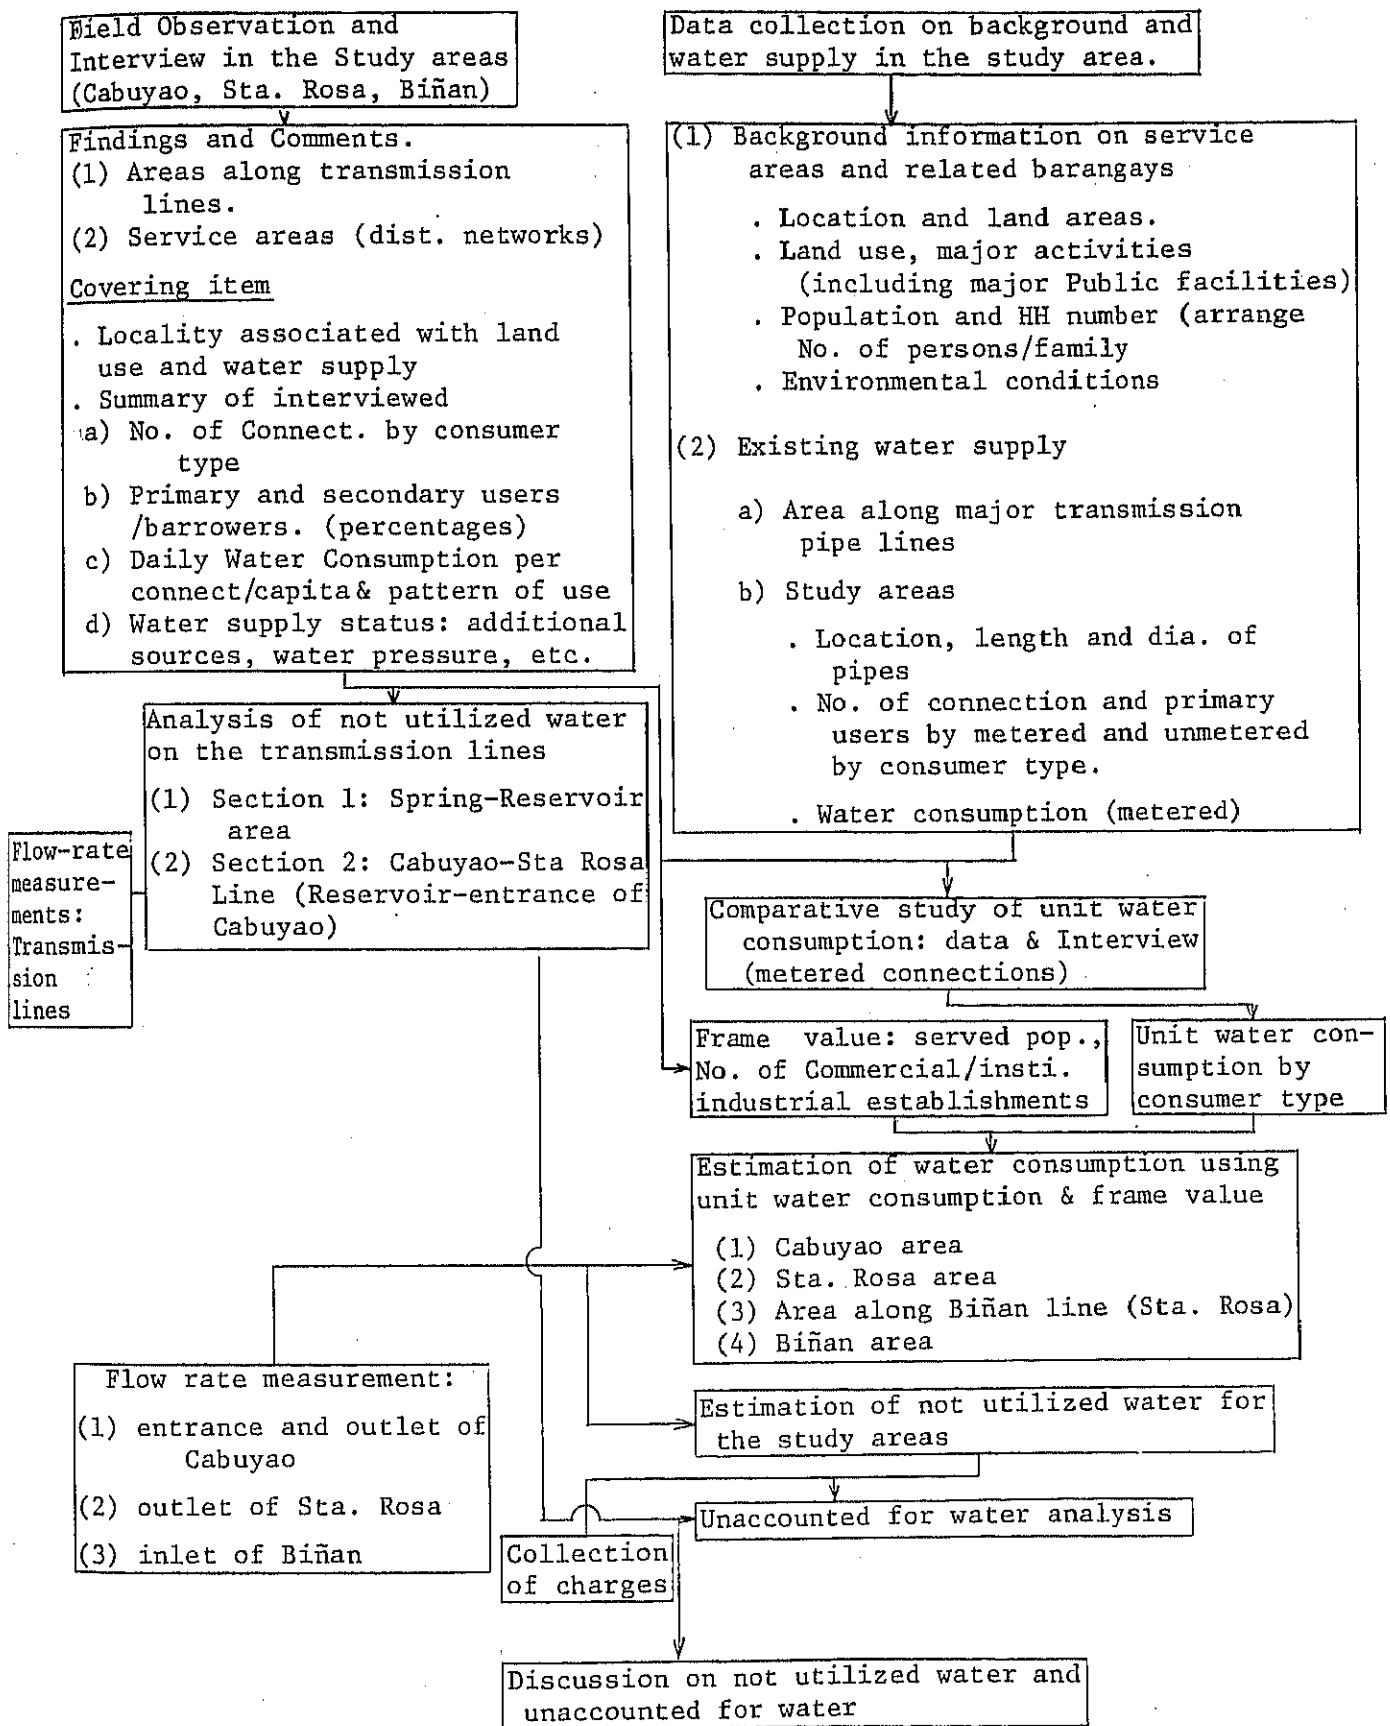 Field Observation and
Interview in the Study areas
(Cabuyao, Sta. Rosa, Biñan)
Data collection on background and
water supply in the study area.
Findings and Comments.
(1) Areas along transmission
lines.
(2) Service areas (dist. networks)
Covering item
. Locality associated with land
use and water supply
. Summary of interviewed
a) No. of Connect. by consumer
type
b) Primary and secondary users
/barrowers. (percentages)
c) Daily Water Consumption per
connect/capita & pattern of use
d) Water supply status: additional
sources, water pressure, etc.
(1) Background information on service
areas and related barangays
. Location and land areas.
. Land use, major activities
(including major Public facilities)
. Population and HH number (arrange
No. of persons/family
. Environmental conditions
(2) Existing water supply
a) Area along major transmission
pipe lines
b) Study areas
. Location, length and dia. of
pipes
. No. of connection and primary
users by metered and unmetered
by consumer type.
. Water consumption (metered)
Analysis of not utilized water
on the transmission lines
(1) Section 1: Spring-Reservoir
area
(2) Section 2: Cabuyao-Sta Rosa
Line (Reservoir-entrance of
Cabuyao)
Flow-rate
measure-
ments:
Transmis-
sion
lines
Comparative study of unit water
consumption: data & Interview
(metered connections)
Frame value: served pop.,
No. of Commercial/insti.
industrial establishments
Unit water con-
sumption by
consumer type
Estimation of water consumption using
unit water consumption & frame value
(1) Cabuyao area
(2) Sta. Rosa area
(3) Area along Biñan line (Sta. Rosa)
(4) Biñan area
Flow rate measurement:
(1) entrance and outlet of
Cabuyao
(2) outlet of Sta. Rosa
(3) inlet of Biñan
Estimation of not utilized water for
the study areas
Unaccounted for water analysis
Collection
of charges
Discussion on not utilized water and
unaccounted for water